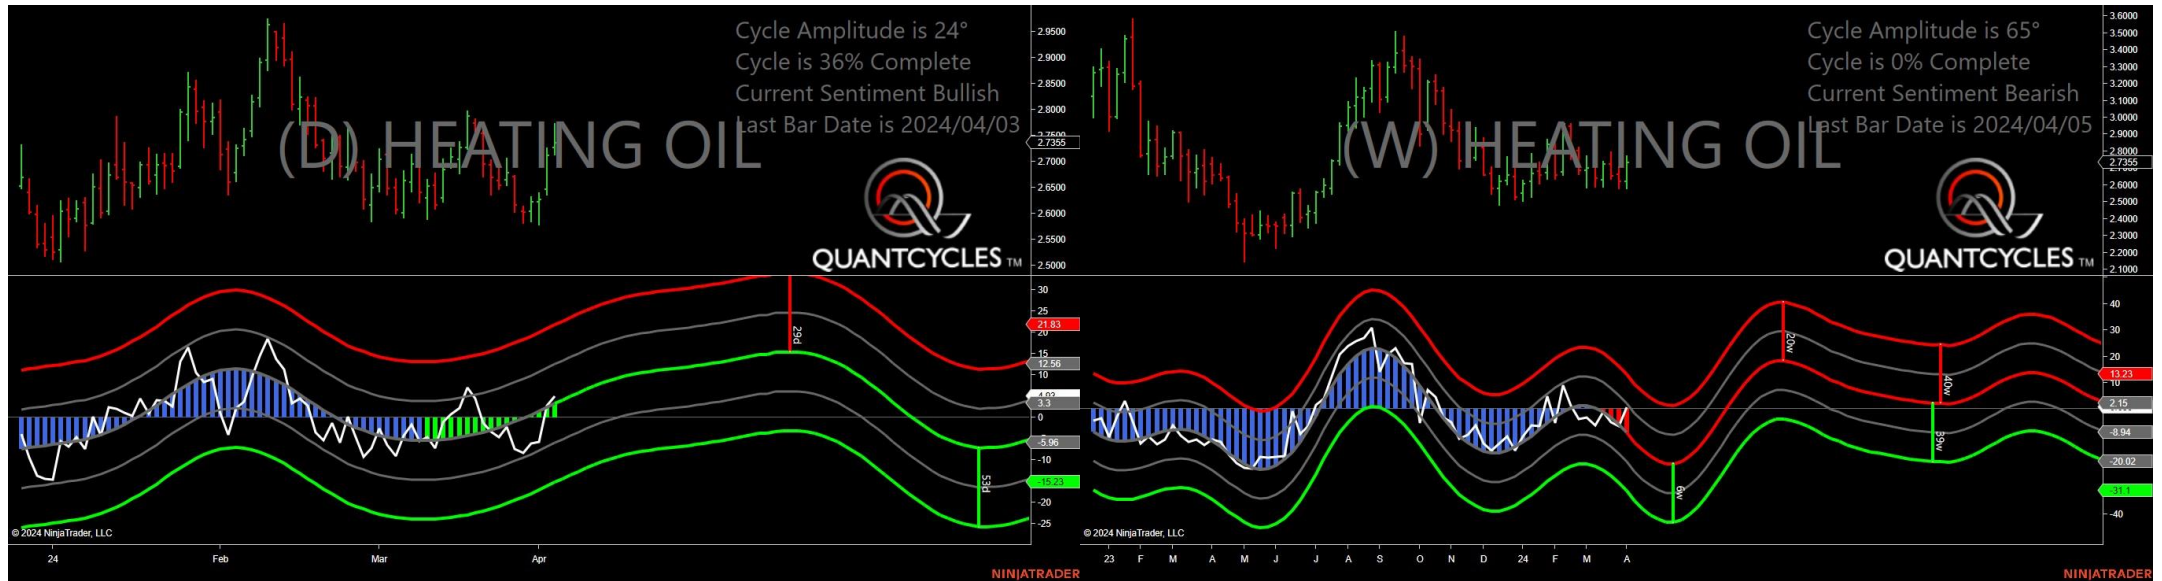 Cycle Amplitude is 24°
Cycle is 36% Complete
Current Sentiment Bullish
Last Bar Date is 2024/04/03
(D) HEATING OIL
QUANTCYCLES TM
2.9500
2.9000
2.8500
2.8000
2.7500
2.7355
2.7000
2.6500
2.6000
2.5500
2.5000
30
25
21.83
20
15
12.56
10
3.3
0
-5.96
-10
-15.23
-20
-25
29d
53d
© 2024 NinjaTrader, LLC
24 Feb Mar Apr
NINJATRADER
Cycle Amplitude is 65°
Cycle is 0% Complete
Current Sentiment Bearish
Last Bar Date is 2024/04/05
(W) HEATING OIL
QUANTCYCLES TM
3.6000
3.5000
3.4000
3.3000
3.2000
3.1000
3.0000
2.9000
2.8000
2.7355
2.6000
2.5000
2.4000
2.3000
2.2000
2.1000
40
30
20
13.23
10
2.15
-8.94
-20.02
-31.1
-40
20w
40w
39w
6w
© 2024 NinjaTrader, LLC
23 F M A M J J A S O N D 24 F M A
NINJATRADER